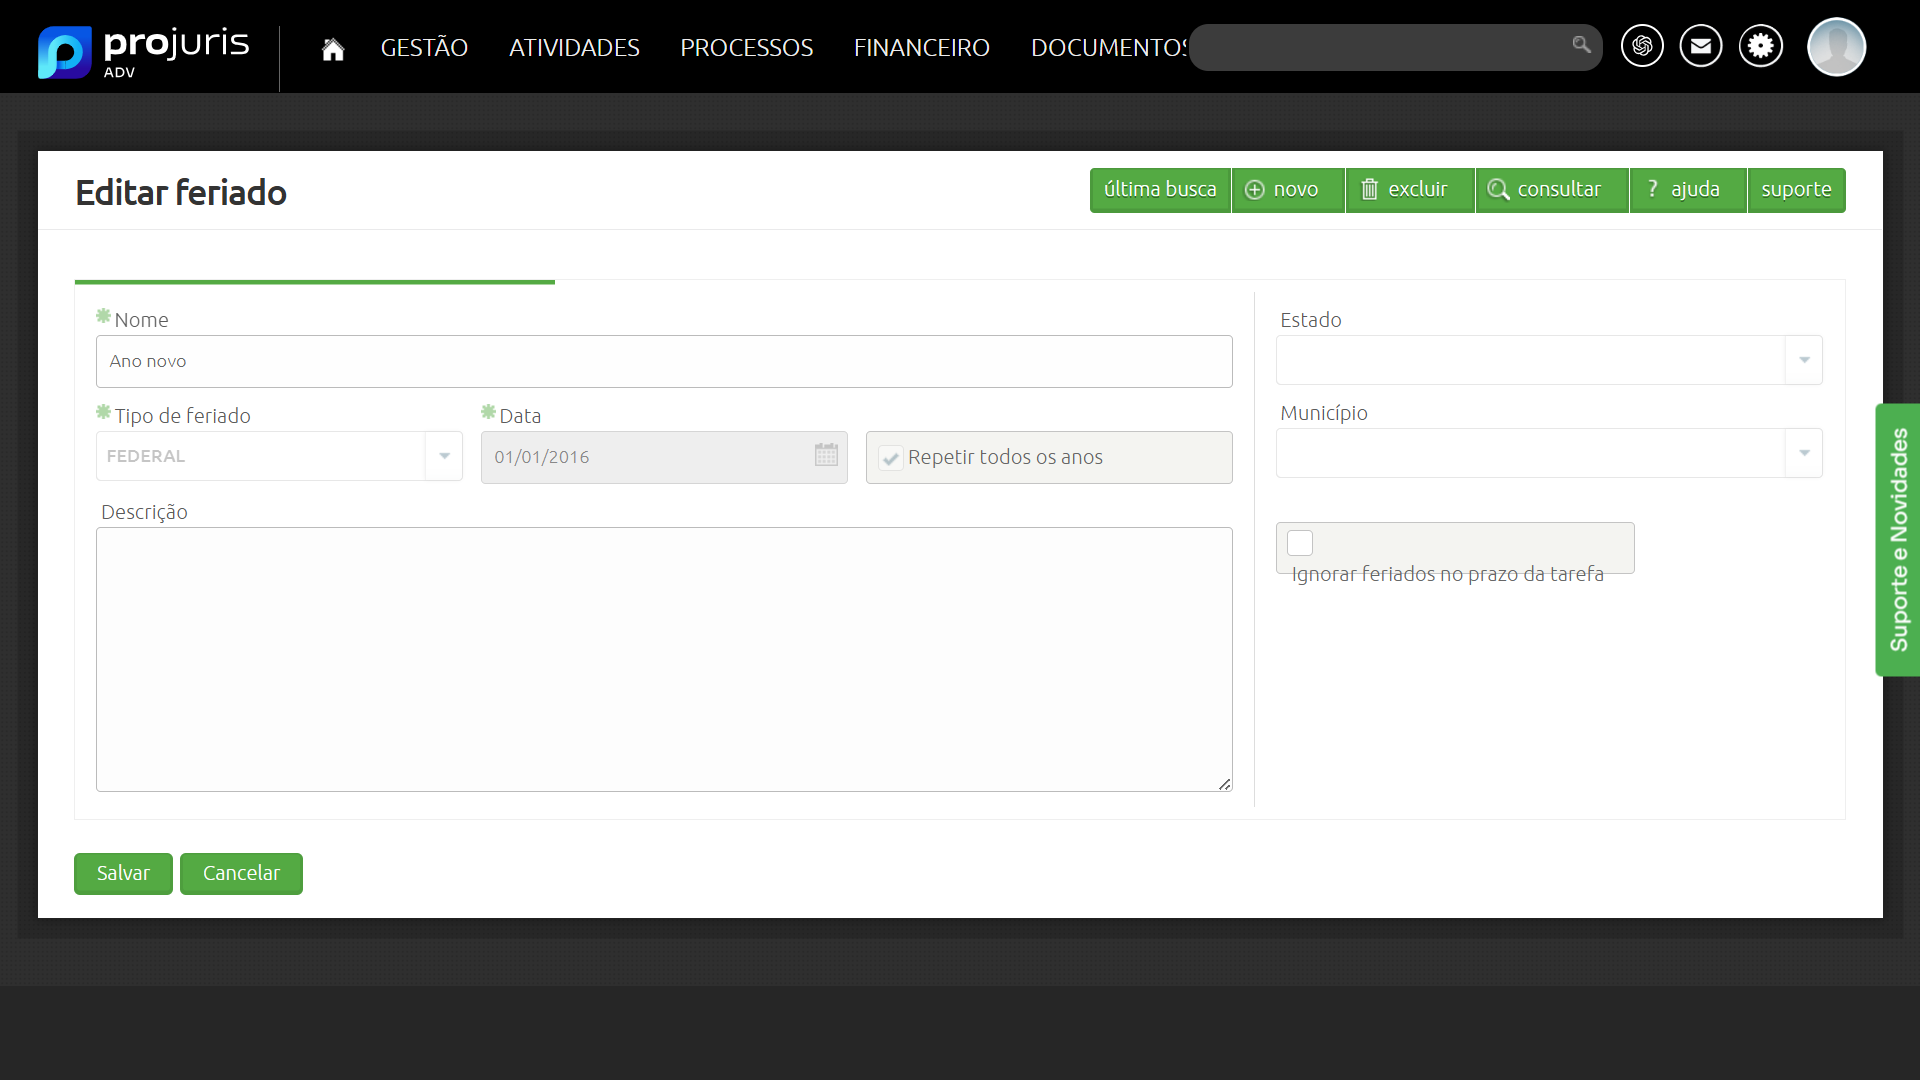 projuris
ADV
GESTÃO
ATIVIDADES
PROCESSOS
FINANCEIRO
DOCUMENTOS
Editar feriado
última busca
novo
excluir
consultar
? ajuda
suporte
Nome
Ano novo
Tipo de feriado
FEDERAL
Data
01/01/2016
Repetir todos os anos
Descrição
Estado
Município
Ignorar feriados no prazo da tarefa
Suporte e Novidades
Salvar
Cancelar